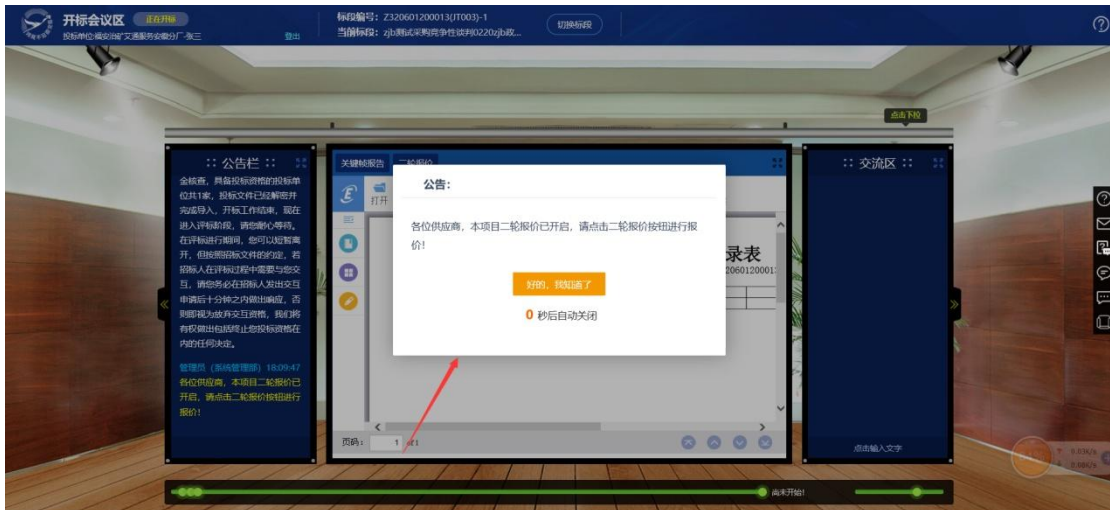 开标会议区 正在开标
登出
标段编号: Z320601200013(JT003)-1
当前标段: zjb测试采购竞争性谈判0220zjb政...
切换标段
点击下拉
:: 公告栏 ::
金核查, 具备投标资格的投标单
位共1家, 投标文件已经解密并
完成导入, 开标工作结束, 现在
进入评标阶段, 请您耐心等待。
在评标进行期间, 您可以短暂离
开, 但按照招标文件的约定, 若
招标人在评标过程中需要与您交
互, 请您务必在招标人发出交互
申请后十分钟之内做出响应, 否
则即视为放弃交互资格, 我们将
有权做出包括终止您投标资格在
内的任何决定。
管理员 (系统管理部) 18:09:47
各位供应商, 本项目二轮报价已
开启, 请点击二轮报价按钮进行
报价!
关键帧报告 二轮报价
打开
录表
公告:
各位供应商, 本项目二轮报价已开启, 请点击二轮报价按钮进行报
价!
好的, 我知道了
0 秒后自动关闭
页码: 1 of1
:: 交流区 ::
点击输入文字
尚未开始!